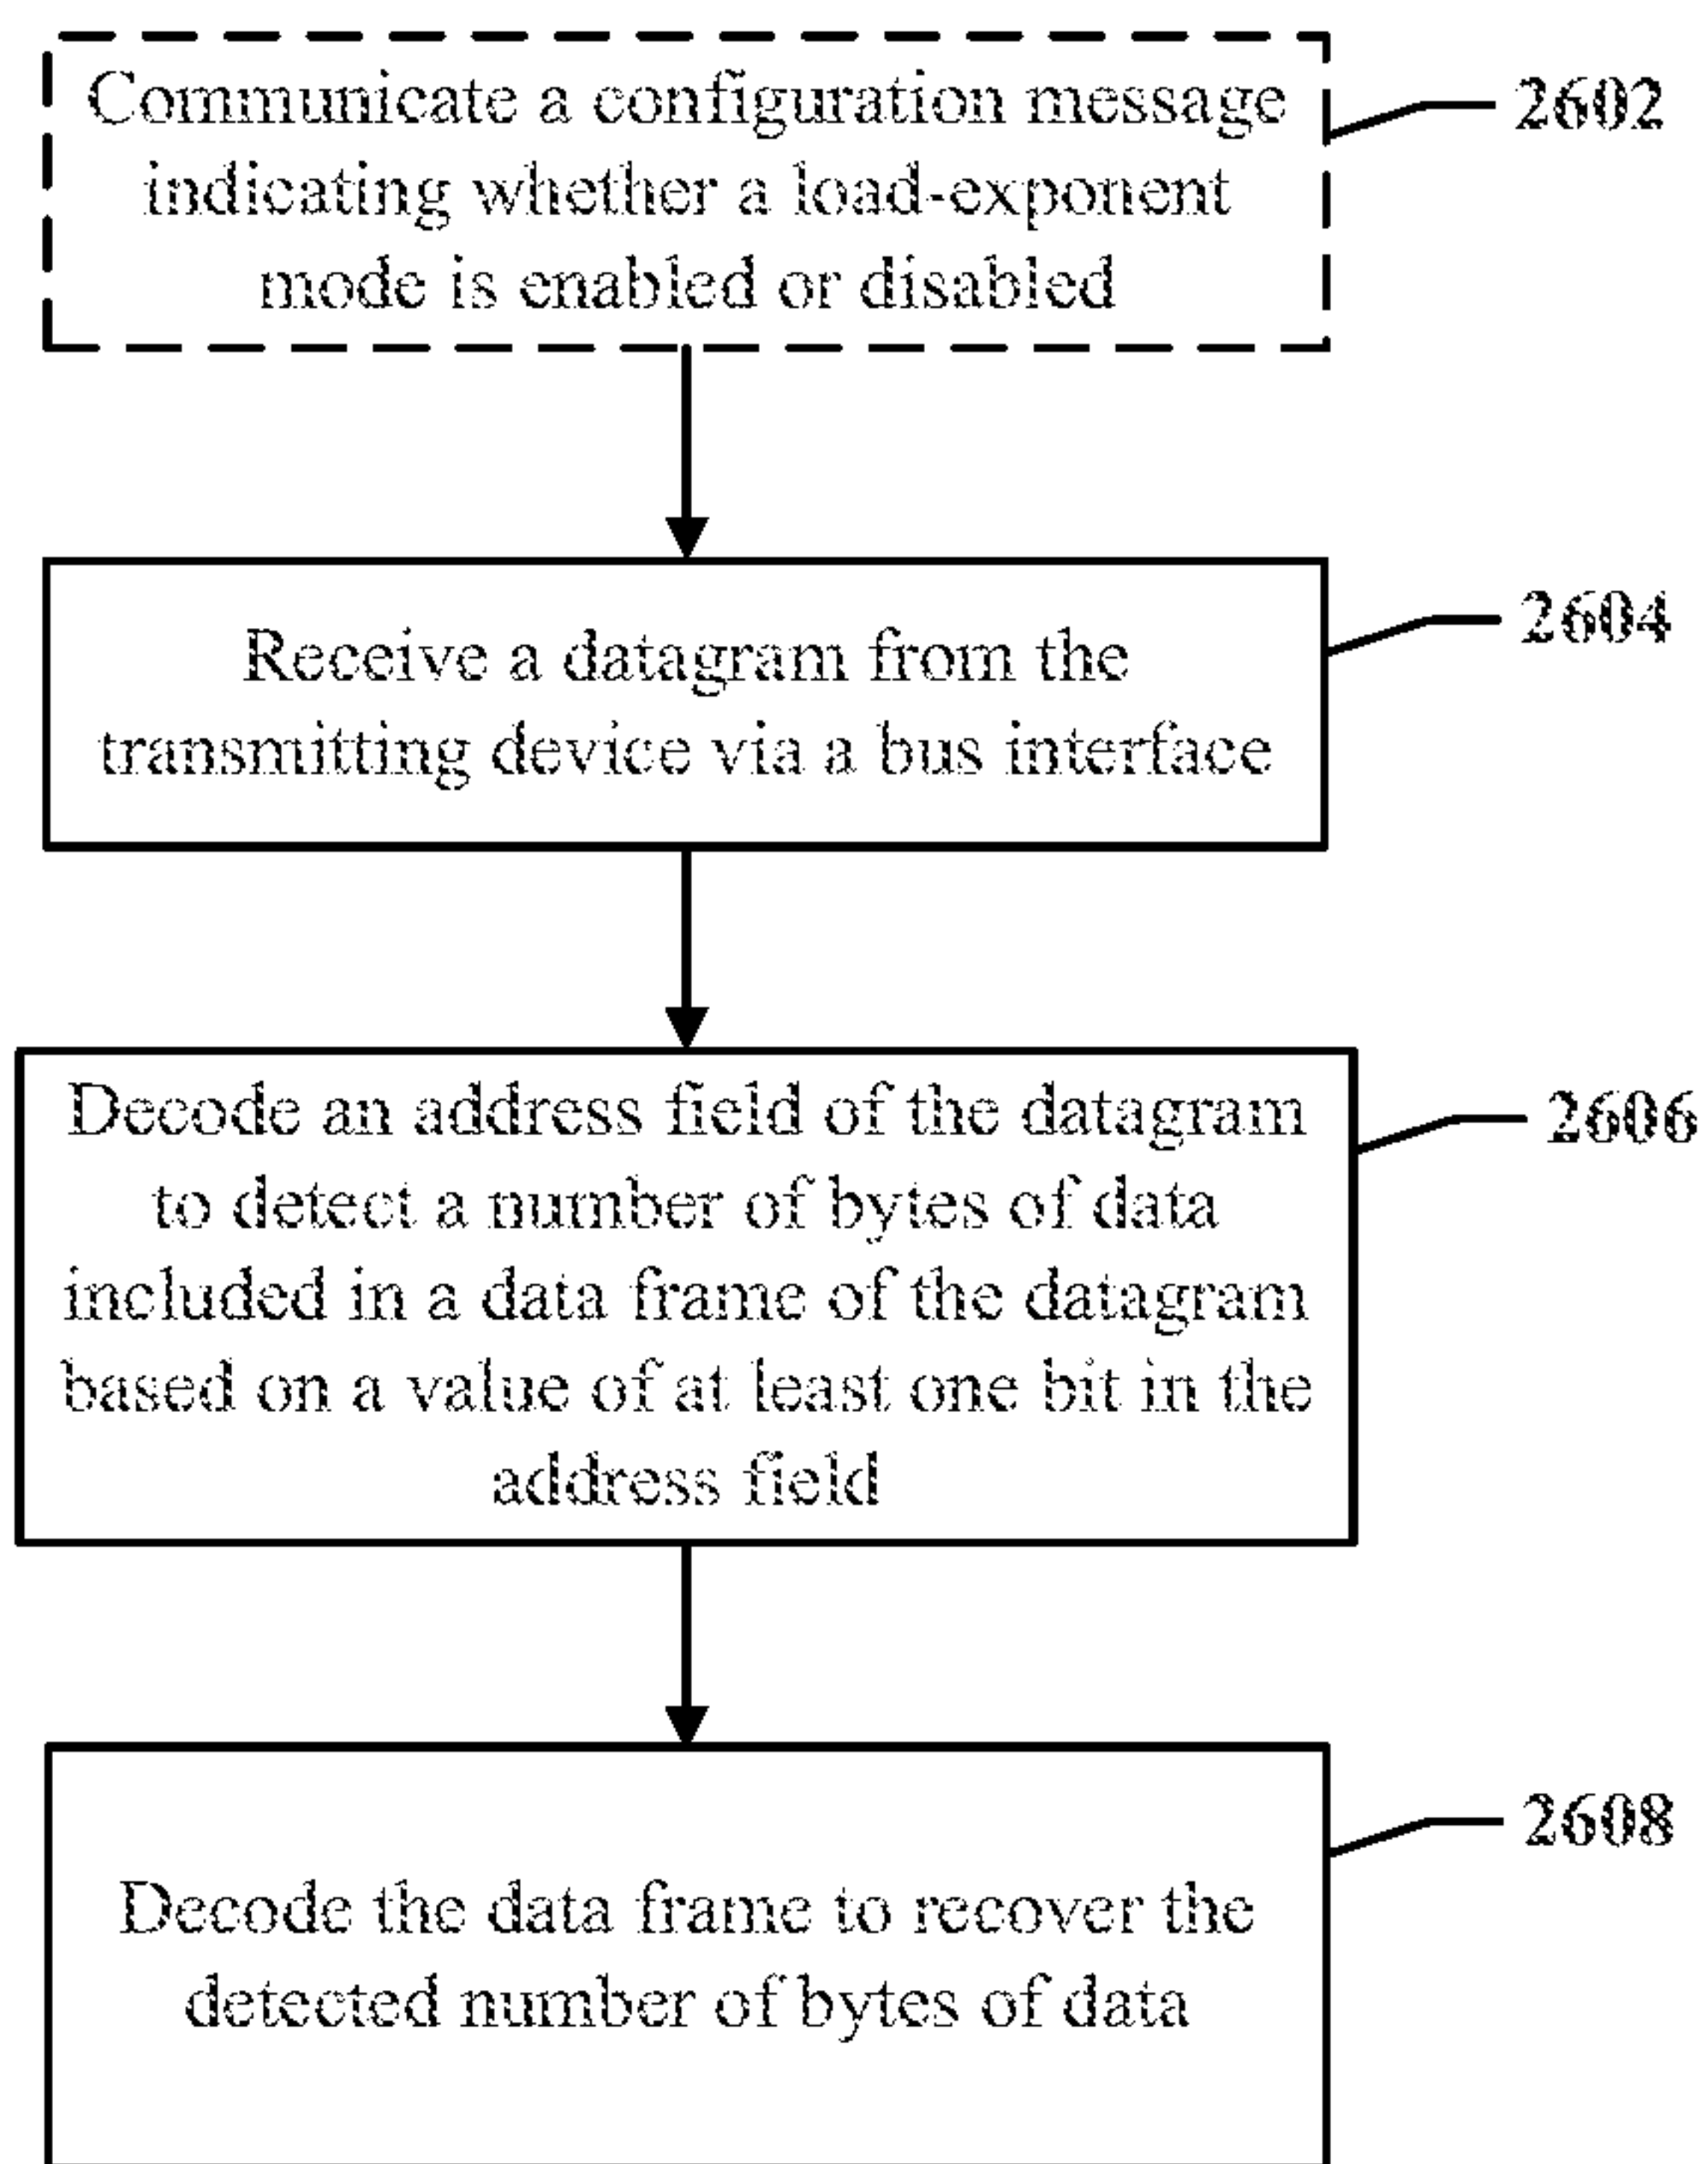 Communicate a configuration message
indicating whether a load-exponent
mode is enabled or disabled
2602
Receive a datagram from the
transmitting device via a bus interface
2604
Decode an address field of the datagram
to detect a number of bytes of data
included in a data frame of the datagram
based on a value of at least one bit in the
address field
2606
Decode the data frame to recover the
detected number of bytes of data
2608